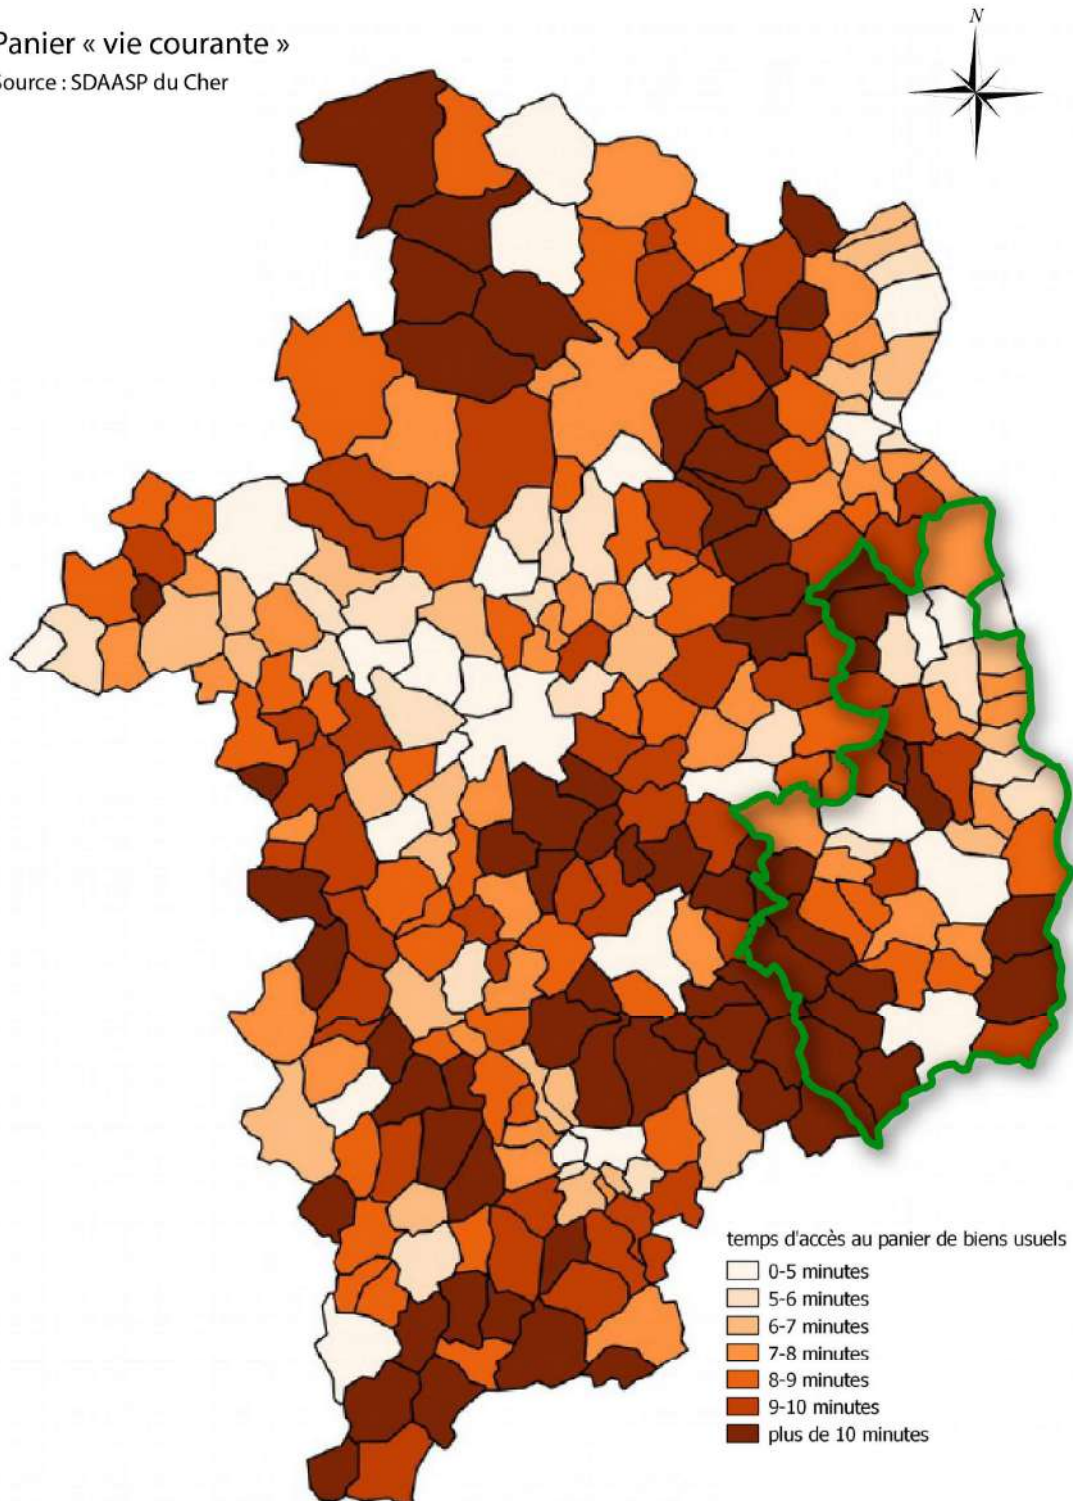 Panier « vie courante »
Source : SDAASP du Cher
N
temps d'accès au panier de biens usuels
0-5 minutes
5-6 minutes
6-7 minutes
7-8 minutes
8-9 minutes
9-10 minutes
plus de 10 minutes